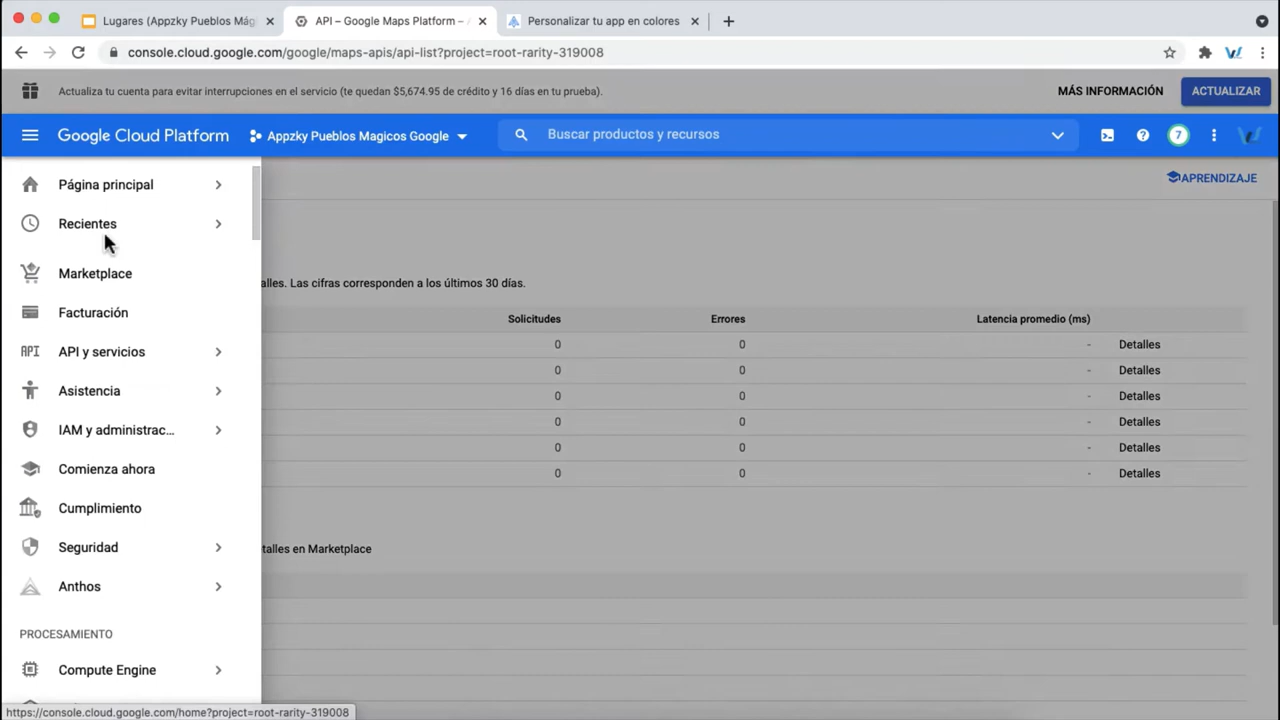 Lugares (Appzky Pueblos Mág
API – Google Maps Platform –
Personalizar tu app en colores
console.cloud.google.com/google/maps-apis/api-list?project=root-rarity-319008
Actualiza tu cuenta para evitar interrupciones en el servicio (te quedan $5,674.95 de crédito y 16 días en tu prueba).
MÁS INFORMACIÓN
ACTUALIZAR
Google Cloud Platform
Appzky Pueblos Magicos Google
Buscar productos y recursos
7
Página principal
APRENDIZAJE
Recientes
Marketplace
alles. Las cifras corresponden a los últimos 30 días.
Facturación
Solicitudes Errores Latencia promedio (ms)
0 0 - Detalles
API y servicios
0 0 - Detalles
Asistencia
0 0 - Detalles
0 0 - Detalles
IAM y administrac...
0 0 - Detalles
Comienza ahora
0 0 - Detalles
Cumplimiento
Seguridad
talles en Marketplace
Anthos
PROCESAMIENTO
Compute Engine
https://console.cloud.google.com/home?project=root-rarity-319008